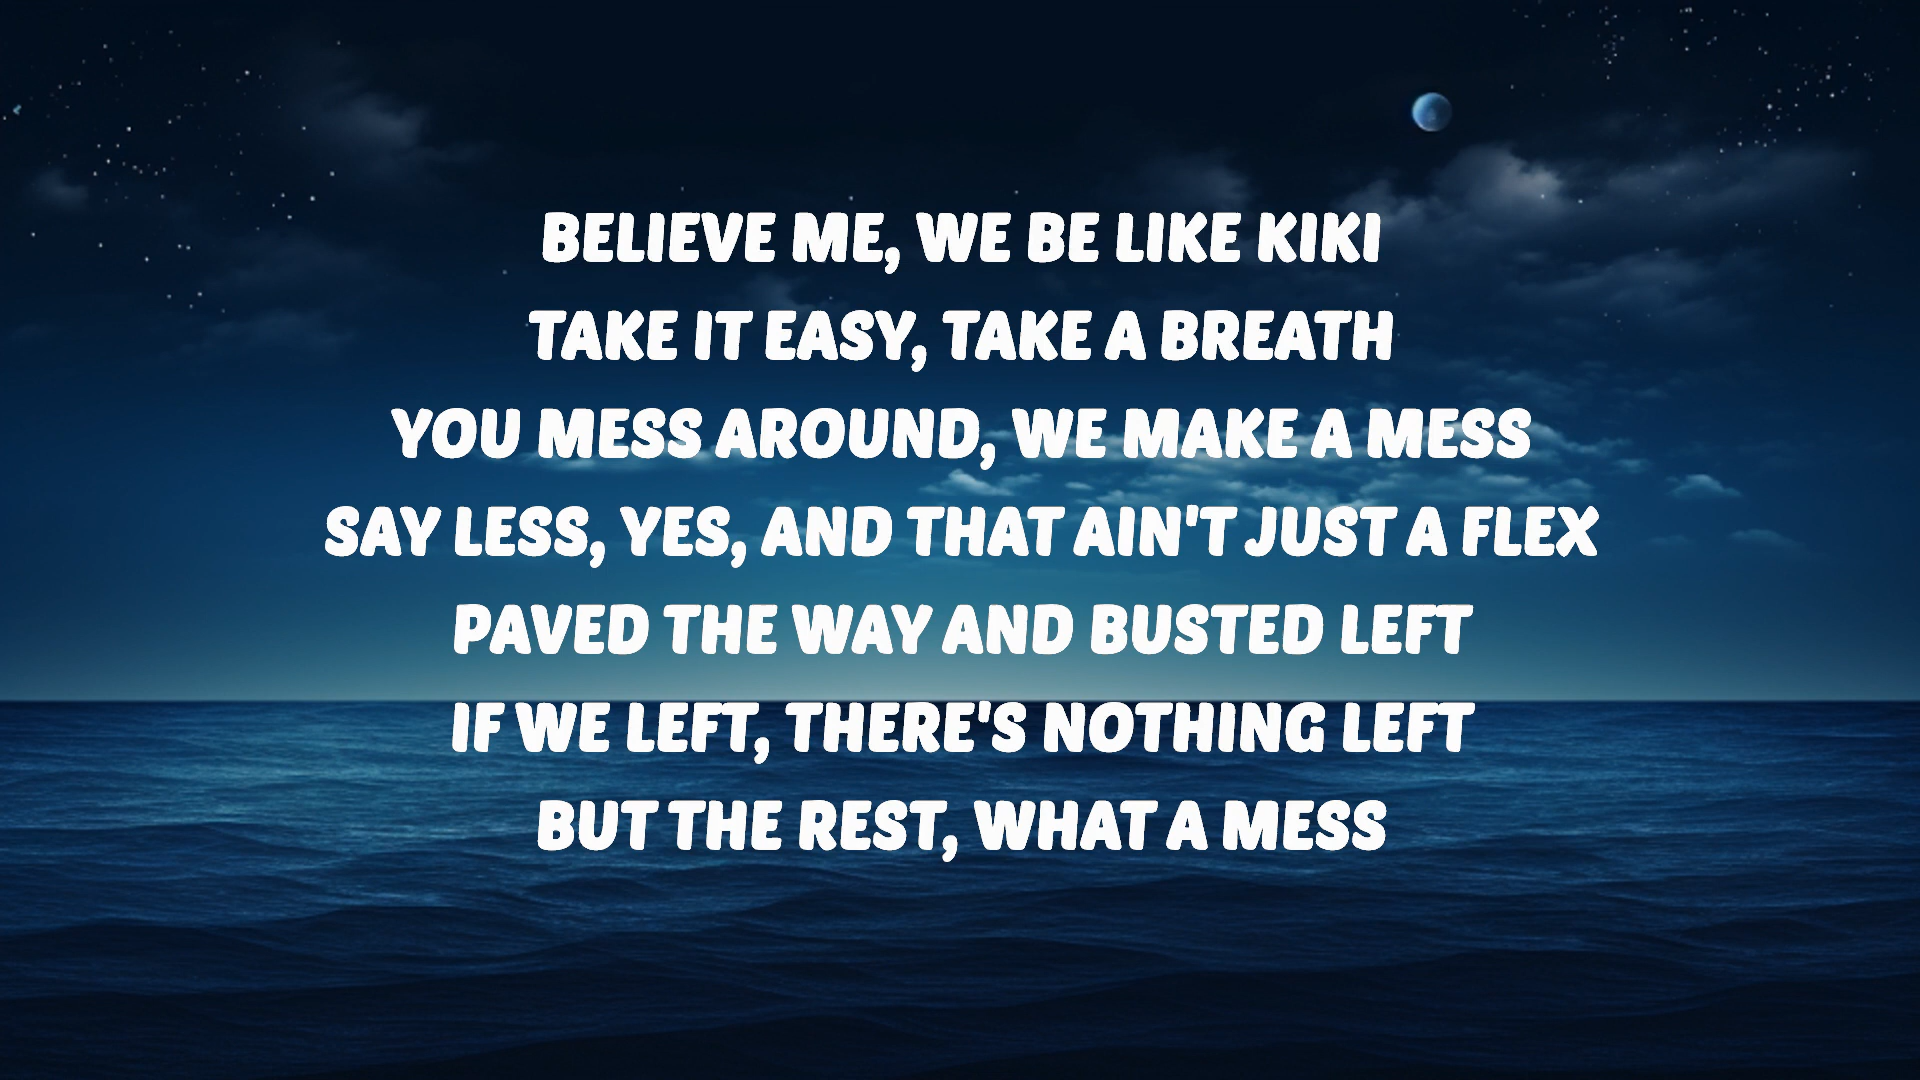 BELIEVE ME, WE BE LIKE KIKI
TAKE IT EASY, TAKE A BREATH
YOU MESS AROUND, WE MAKE A MESS
SAY LESS, YES, AND THAT AIN'T JUST A FLEX
PAVED THE WAY AND BUSTED LEFT
IF WE LEFT, THERE'S NOTHING LEFT
BUT THE REST, WHAT A MESS